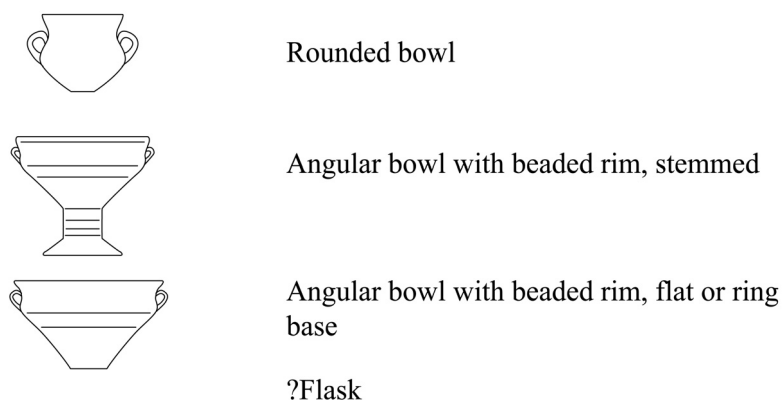 Rounded bowl
Angular bowl with beaded rim, stemmed
Angular bowl with beaded rim, flat or ring
base
?Flask